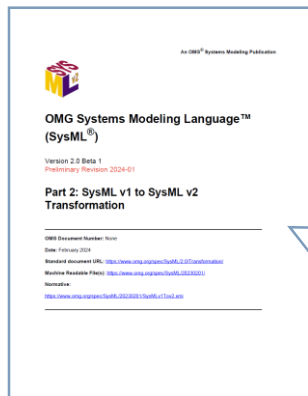 An OMG® Systems Modeling Publication
SYS
ML
OMG Systems Modeling Language™
(SysML®)
Version 2.0 Beta 1
Preliminary Revision 2024-01
Part 2: SysML v1 to SysML v2
Transformation
OMG Document Number: None
Date: February 2024
Standard document URL: https://www.omg.org/spec/SysML/2.0/Transformation/
Machine Readable File(s): https://www.omg.org/spec/SysML/20230201/
Normative:
https://www.omg.org/spec/SysML/20230201/SysMLv1Tov2.xmi